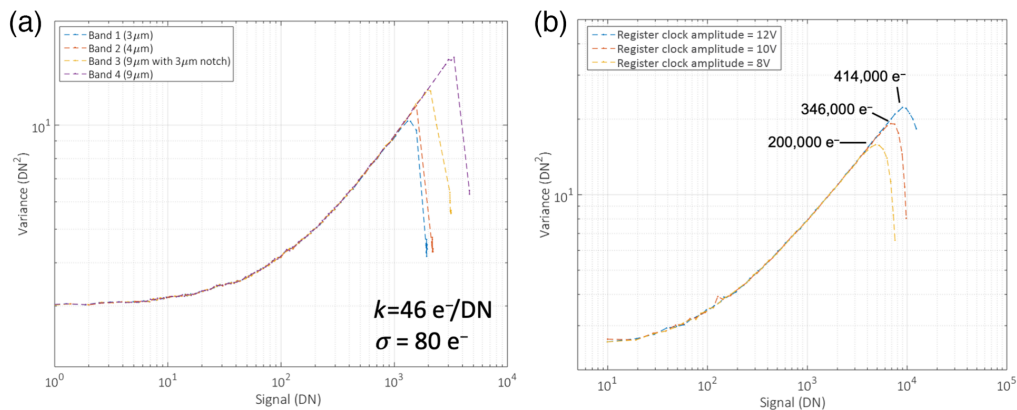 (a)
Band 1 (3μm)
Band 2 (4μm)
Band 3 (9μm with 3μm notch)
Band 4 (9μm)
10¹
Variance (DN²)
k=46 e⁻/DN
σ = 80 e⁻
10⁰ 10¹ 10² 10³ 10⁴
Signal (DN)
(b)
Register clock amplitude = 12V
Register clock amplitude = 10V
Register clock amplitude = 8V
414,000 e⁻
346,000 e⁻
200,000 e⁻
10¹
Variance (DN²)
10¹ 10² 10³ 10⁴ 10⁵
Signal (DN)